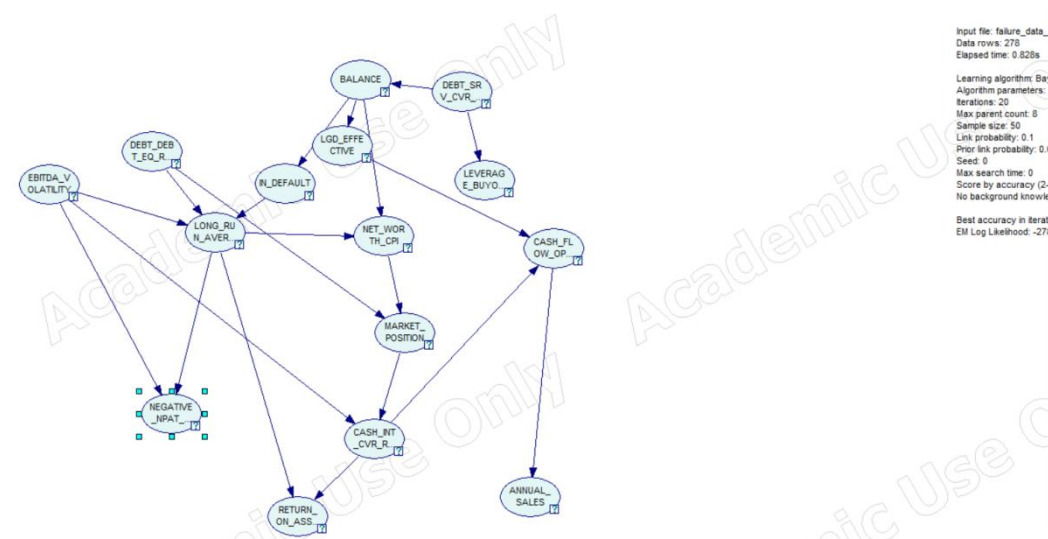 BALANCE
DEBT_SR
V_CVR_...
DEBT_DEB
T_EQ_R...
LGD_EFFE
CTIVE
EBITDA_V
OLATILITY
IN_DEFAULT
LEVERAG
E_BUYO...
LONG_RU
N_AVER...
NET_WOR
TH_CPI
CASH_FL
OW_OP...
MARKET_
POSITION
NEGATIVE
_NPAT_...
CASH_INT
_CVR_R...
RETURN_
ON_ASS...
ANNUAL_
SALES
Input file: failure_data_
Data rows: 278
Elapsed time: 0.828s
Learning algorithm: Bay
Algorithm parameters:
Iterations: 20
Max parent count: 8
Sample size: 50
Link probability: 0.1
Prior link probability: 0.0
Seed: 0
Max search time: 0
Score by accuracy (2-
No background knowle
Best accuracy in iterat
EM Log Likelihood: -278
Academic Use Only
Academic Use Only